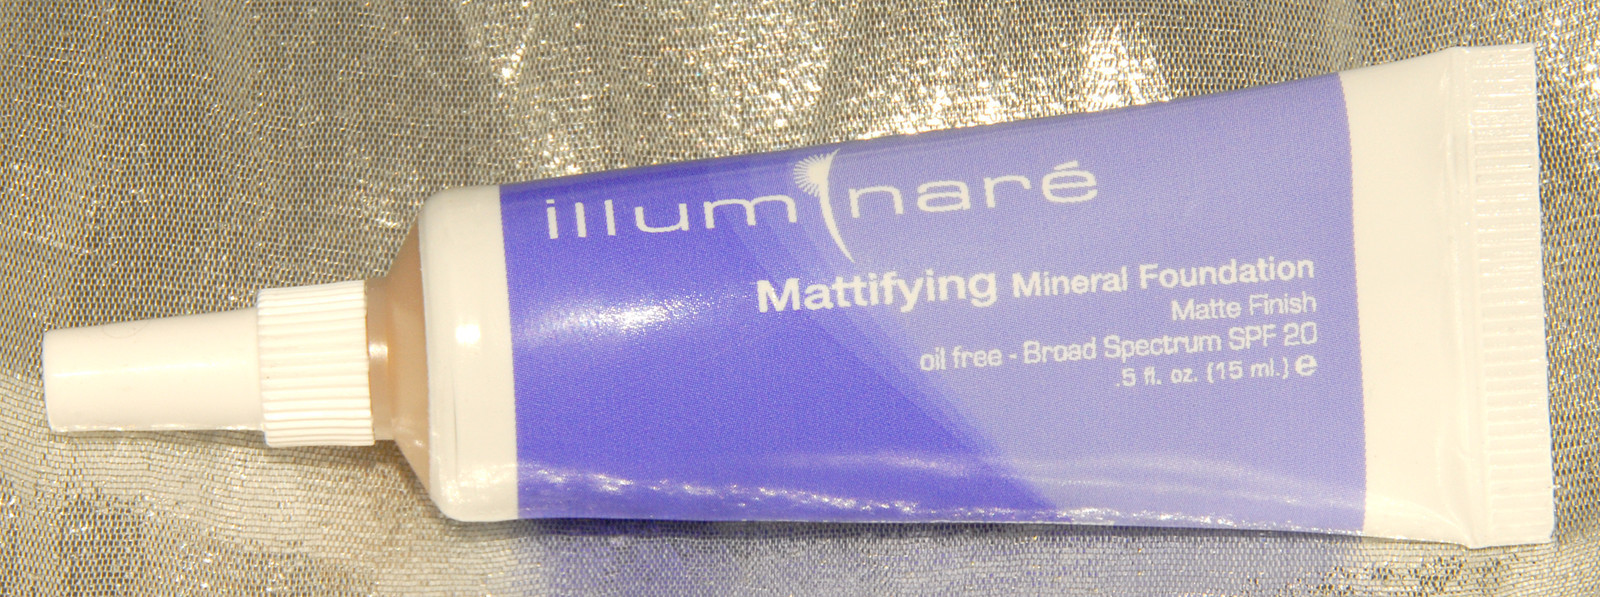 illuminaré
Mattifying Mineral Foundation
Matte Finish
oil free - Broad Spectrum SPF 20
.5 fl. oz. (15 ml.) e